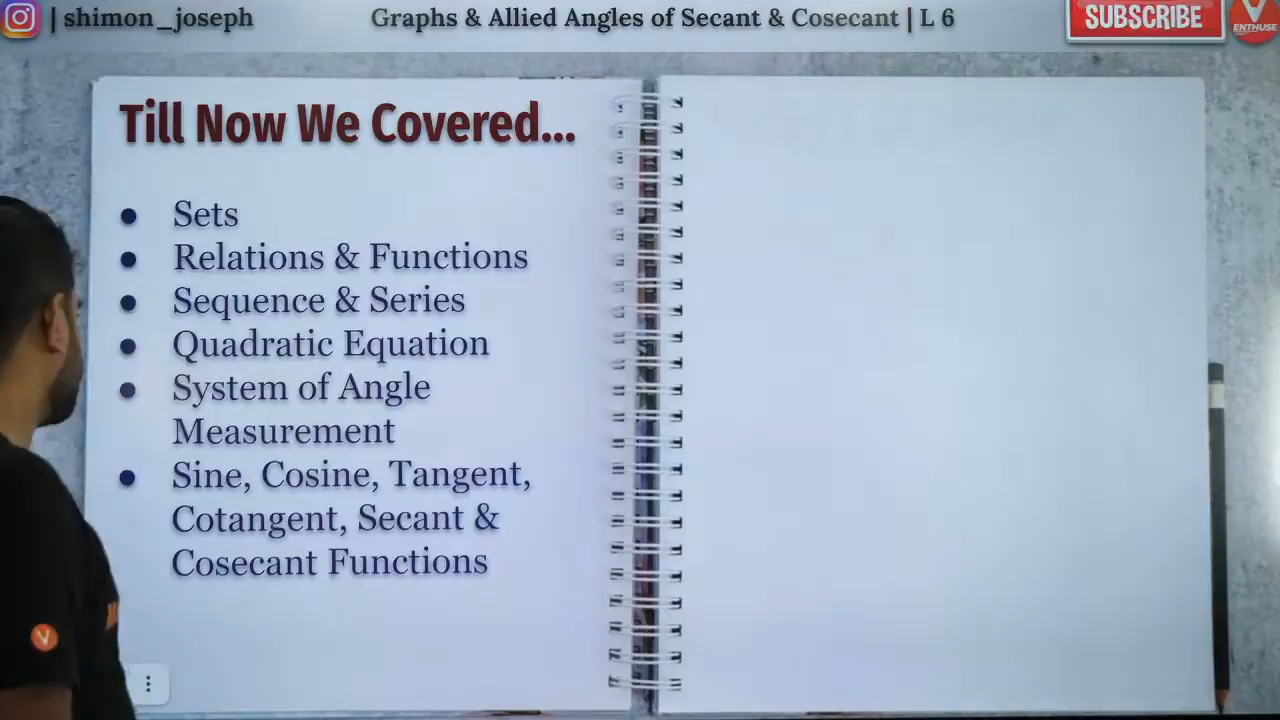 | shimon_joseph
Graphs & Allied Angles of Secant & Cosecant | L 6
SUBSCRIBE
V
ENTHUSE
Till Now We Covered...
● Sets
● Relations & Functions
● Sequence & Series
● Quadratic Equation
● System of Angle
Measurement
● Sine, Cosine, Tangent,
Cotangent, Secant &
Cosecant Functions
V